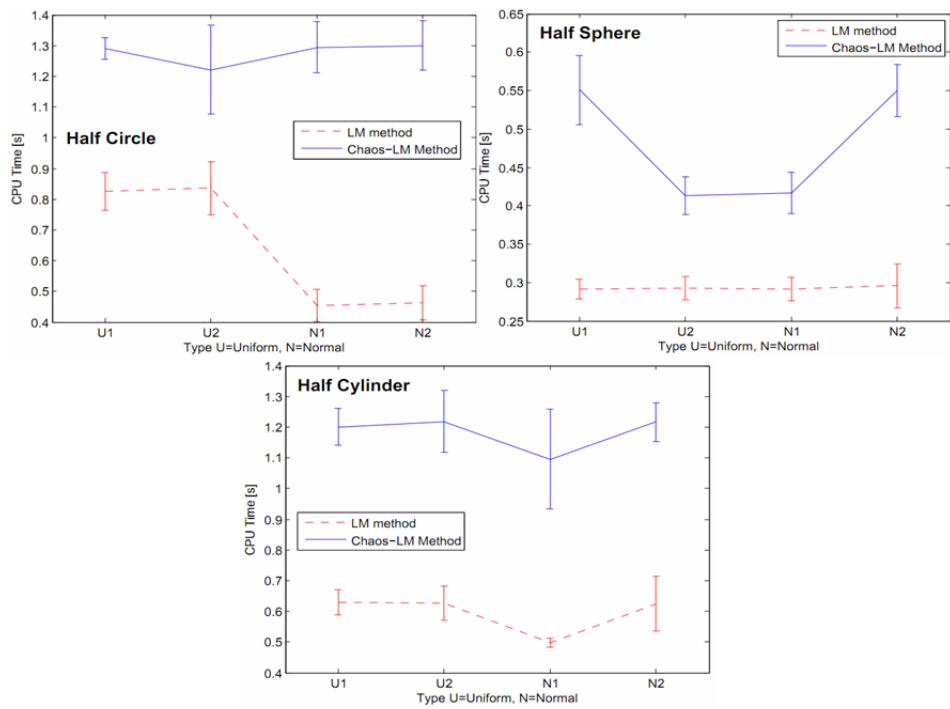 1.4
1.3
1.2
1.1
1
0.9
0.8
0.7
0.6
0.5
0.4
CPU Time [s]
Half Circle
LM method
Chaos−LM Method
U1 U2 N1 N2
Type U=Uniform, N=Normal
0.65
0.6
0.55
0.5
0.45
0.4
0.35
0.3
0.25
CPU Time [s]
Half Sphere
LM method
Chaos−LM Method
U1 U2 N1 N2
Type U=Uniform, N=Normal
1.4
1.3
1.2
1.1
1
0.9
0.8
0.7
0.6
0.5
0.4
CPU Time [s]
Half Cylinder
LM method
Chaos−LM Method
U1 U2 N1 N2
Type U=Uniform, N=Normal